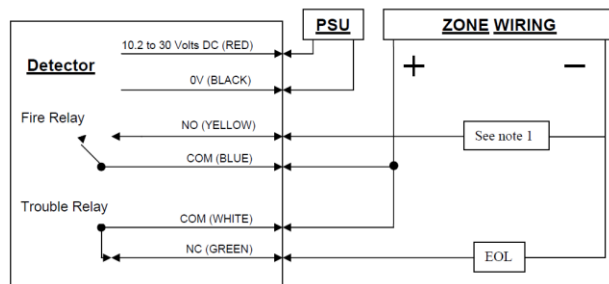 PSU
ZONE WIRING
10.2 to 30 Volts DC (RED)
Detector
+
−
0V (BLACK)
Fire Relay
NO (YELLOW)
See note 1
COM (BLUE)
Trouble Relay
COM (WHITE)
NC (GREEN)
EOL